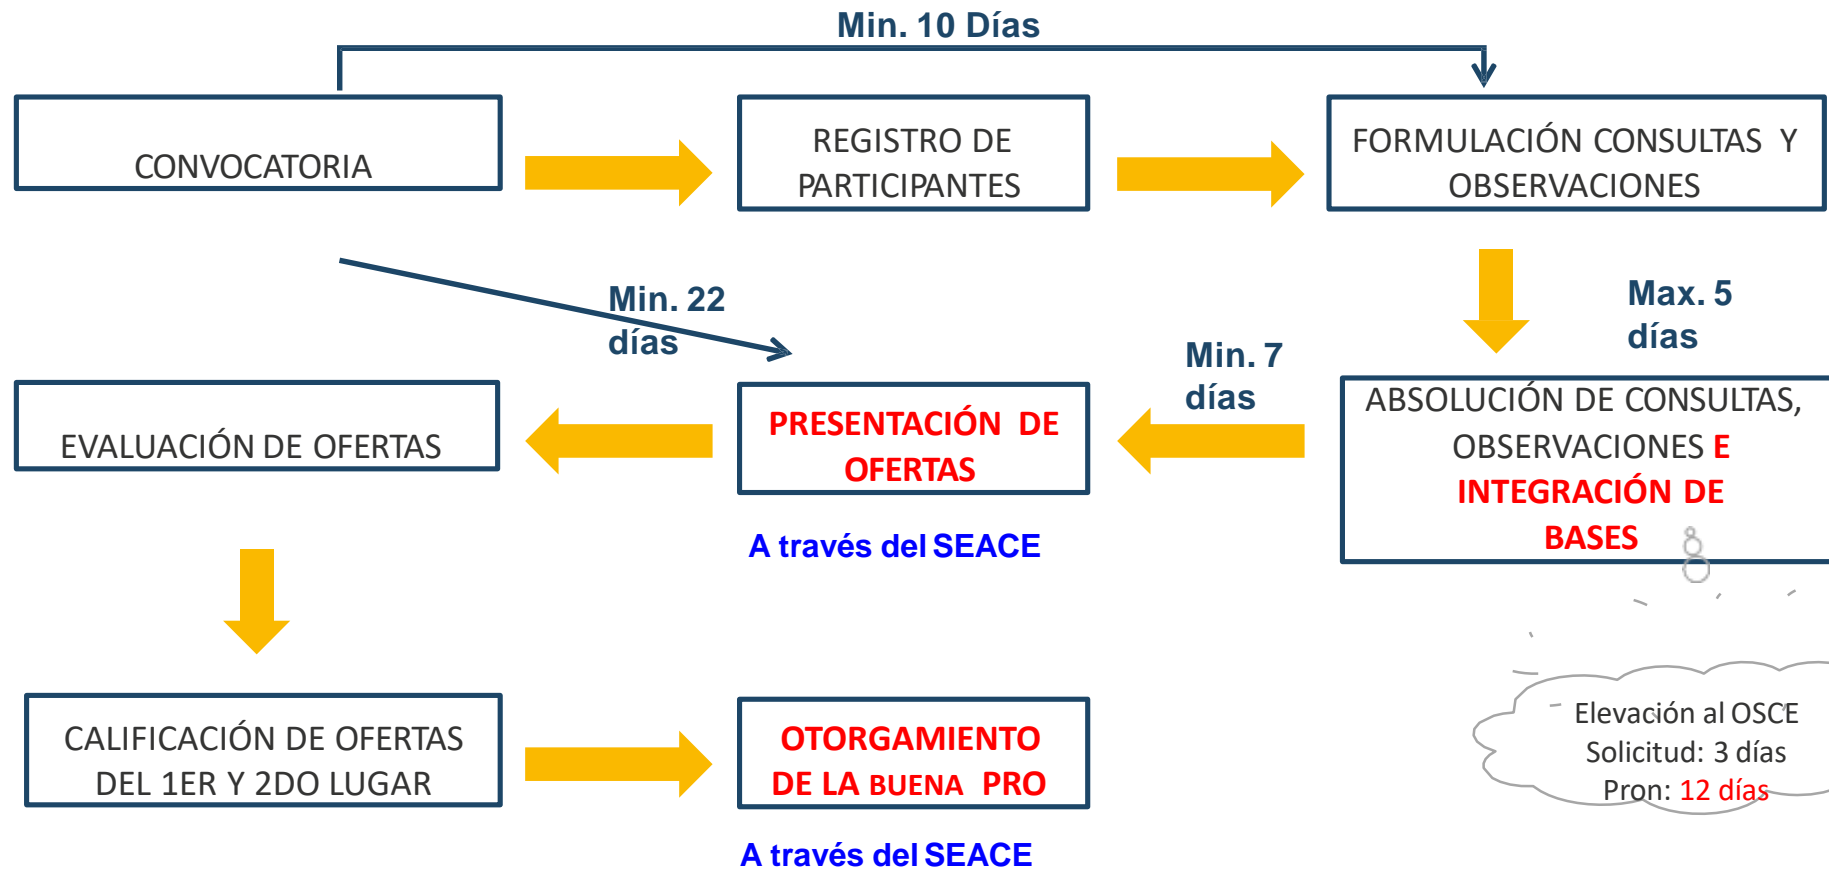 Min. 10 Días
CONVOCATORIA
REGISTRO DE
PARTICIPANTES
FORMULACIÓN CONSULTAS Y
OBSERVACIONES
Min. 22
días
Max. 5
días
Min. 7
días
EVALUACIÓN DE OFERTAS
PRESENTACIÓN DE
OFERTAS
A través del SEACE
ABSOLUCIÓN DE CONSULTAS,
OBSERVACIONES E
INTEGRACIÓN DE
BASES
CALIFICACIÓN DE OFERTAS
DEL 1ER Y 2DO LUGAR
OTORGAMIENTO
DE LA BUENA PRO
A través del SEACE
Elevación al OSCE
Solicitud: 3 días
Pron: 12 días